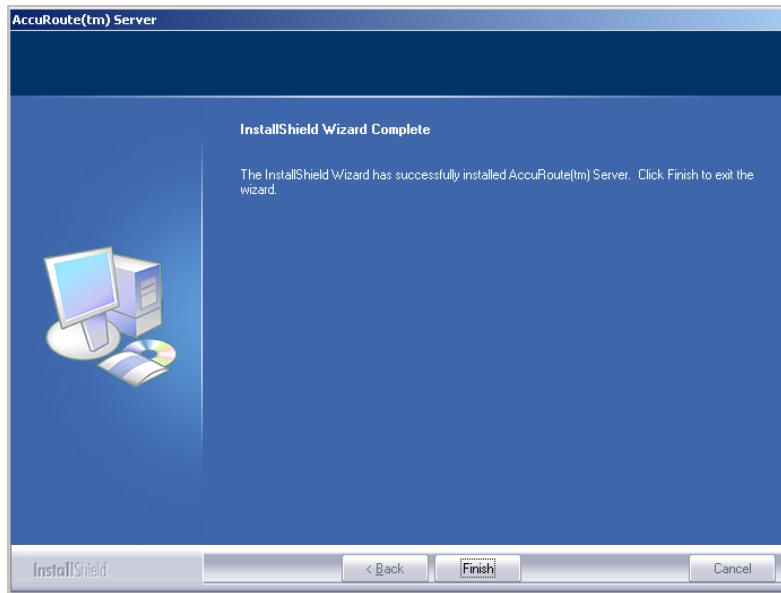 AccuRoute(tm) Server
InstallShield Wizard Complete
The InstallShield Wizard has successfully installed AccuRoute(tm) Server. Click Finish to exit the
wizard.
InstallShield
< Back
Finish
Cancel